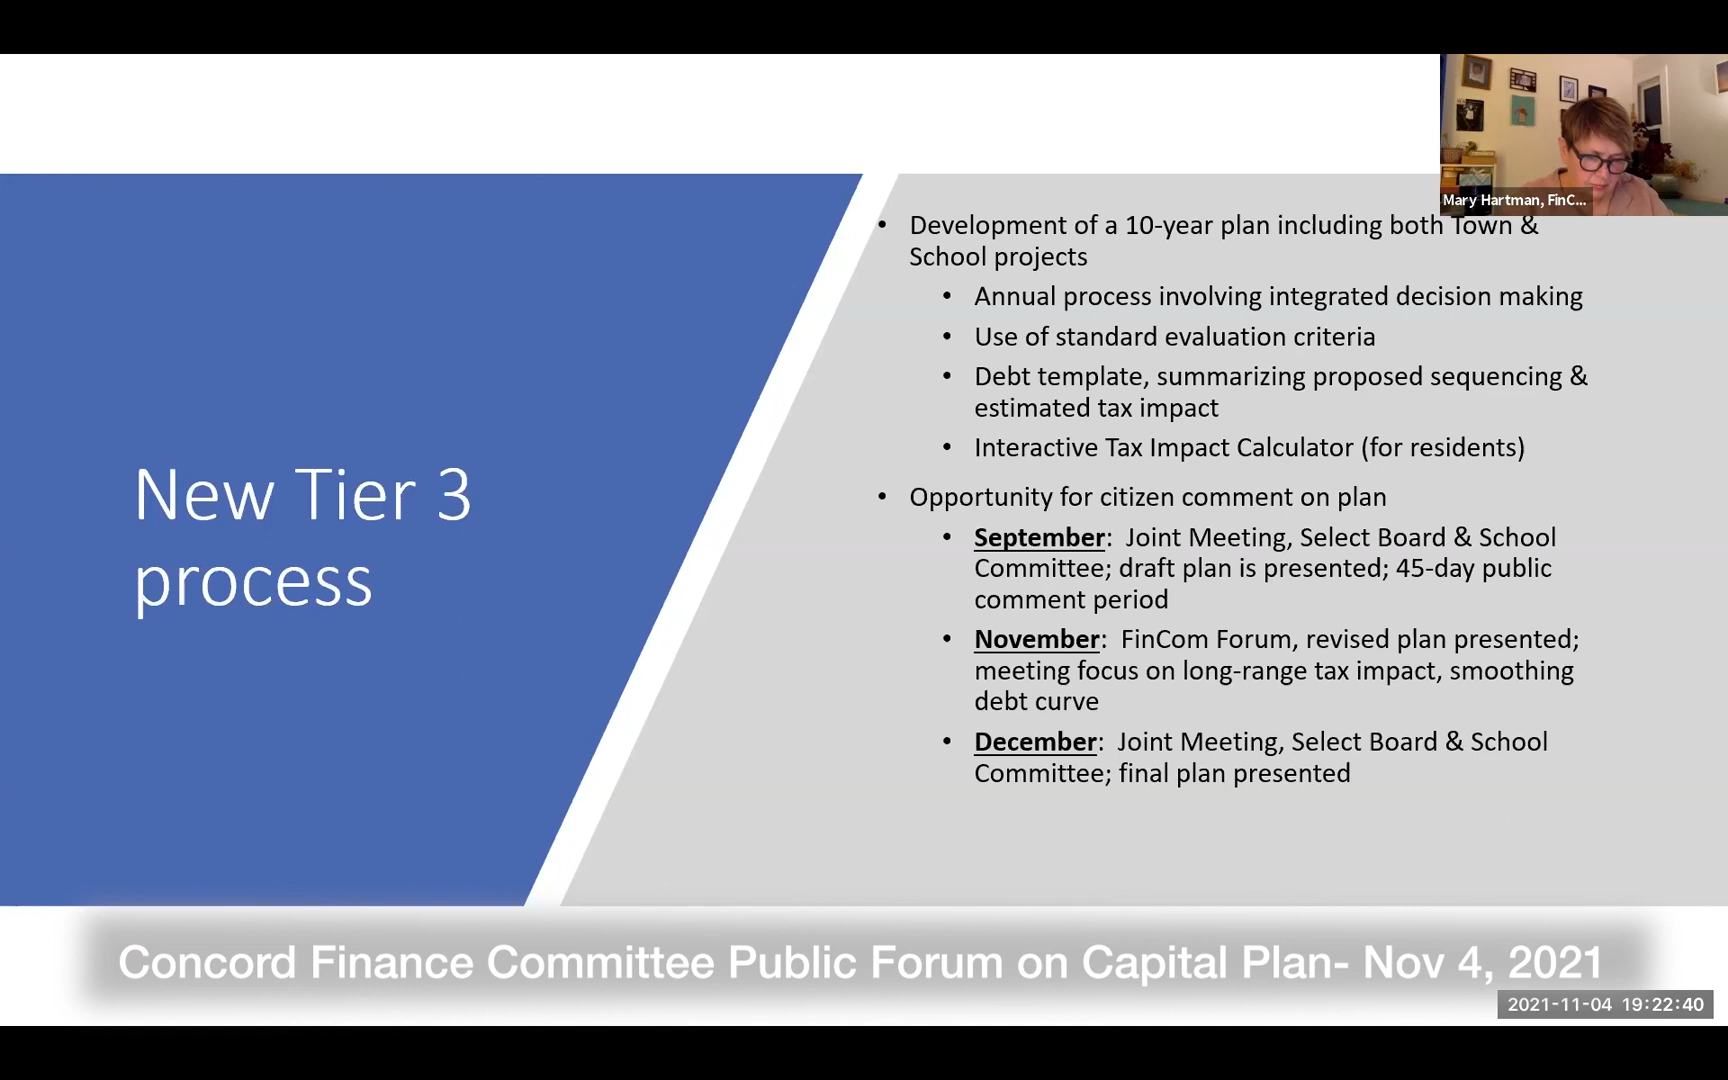 Mary Hartman, FinC...
New Tier 3
process
• Development of a 10-year plan including both Town &
School projects
• Annual process involving integrated decision making
• Use of standard evaluation criteria
• Debt template, summarizing proposed sequencing &
estimated tax impact
• Interactive Tax Impact Calculator (for residents)
• Opportunity for citizen comment on plan
• September: Joint Meeting, Select Board & School
Committee; draft plan is presented; 45-day public
comment period
• November: FinCom Forum, revised plan presented;
meeting focus on long-range tax impact, smoothing
debt curve
• December: Joint Meeting, Select Board & School
Committee; final plan presented
Concord Finance Committee Public Forum on Capital Plan- Nov 4, 2021
2021-11-04 19:22:40